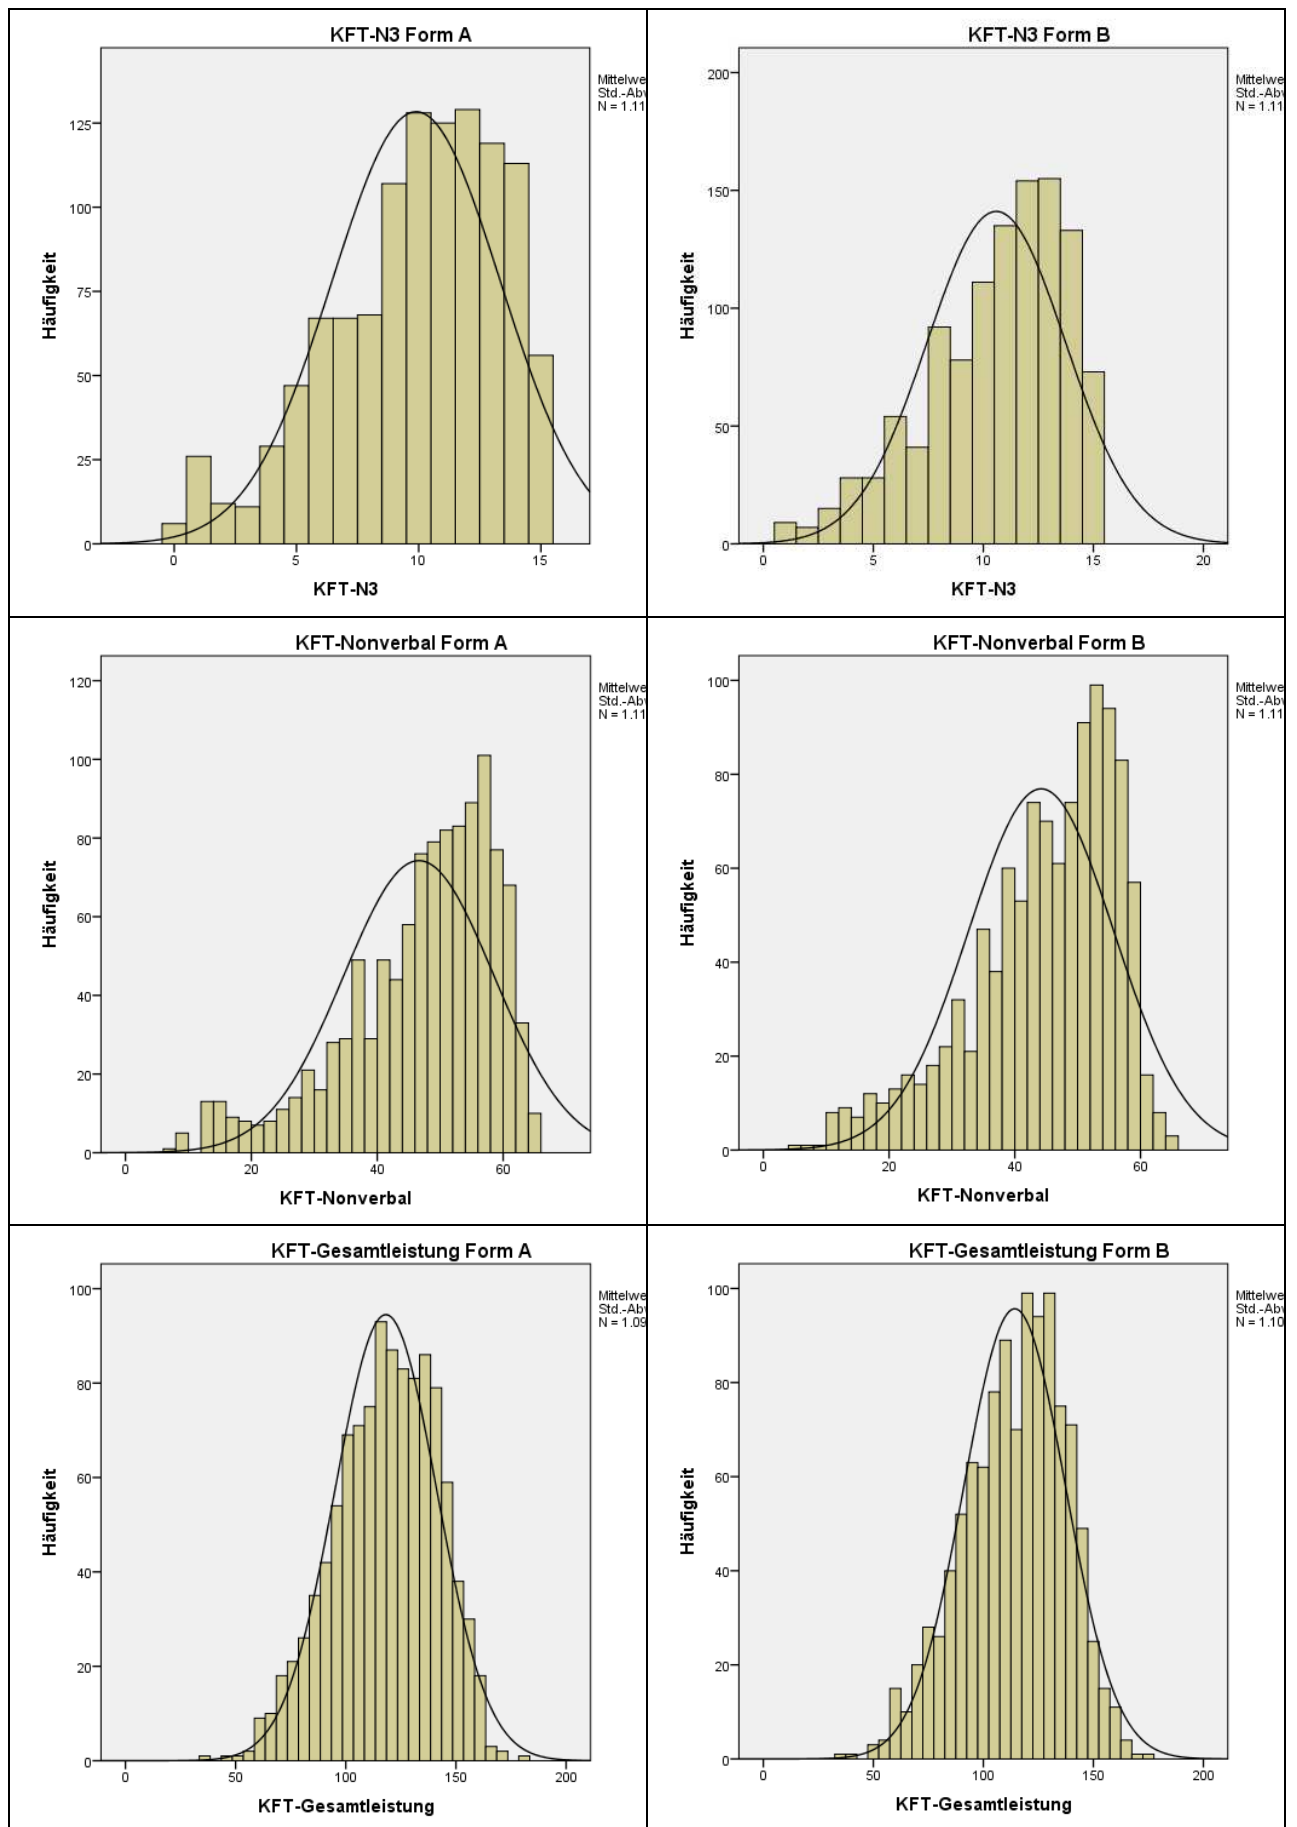 KFT-N3 Form A
Mittelwe
Std.-Abw
N = 1.11
125
100
75
50
25
0
Häufigkeit
0 5 10 15
KFT-N3
KFT-N3 Form B
Mittelwe
Std.-Abw
N = 1.11
200
150
100
50
0
Häufigkeit
0 5 10 15 20
KFT-N3
KFT-Nonverbal Form A
Mittelwe
Std.-Abw
N = 1.11
120
100
80
60
40
20
0
Häufigkeit
0 20 40 60
KFT-Nonverbal
KFT-Nonverbal Form B
Mittelwe
Std.-Abw
N = 1.11
100
80
60
40
20
0
Häufigkeit
0 20 40 60
KFT-Nonverbal
KFT-Gesamtleistung Form A
Mittelwe
Std.-Abw
N = 1.09
100
80
60
40
20
0
Häufigkeit
0 50 100 150 200
KFT-Gesamtleistung
KFT-Gesamtleistung Form B
Mittelwe
Std.-Abw
N = 1.10
100
80
60
40
20
0
Häufigkeit
0 50 100 150 200
KFT-Gesamtleistung